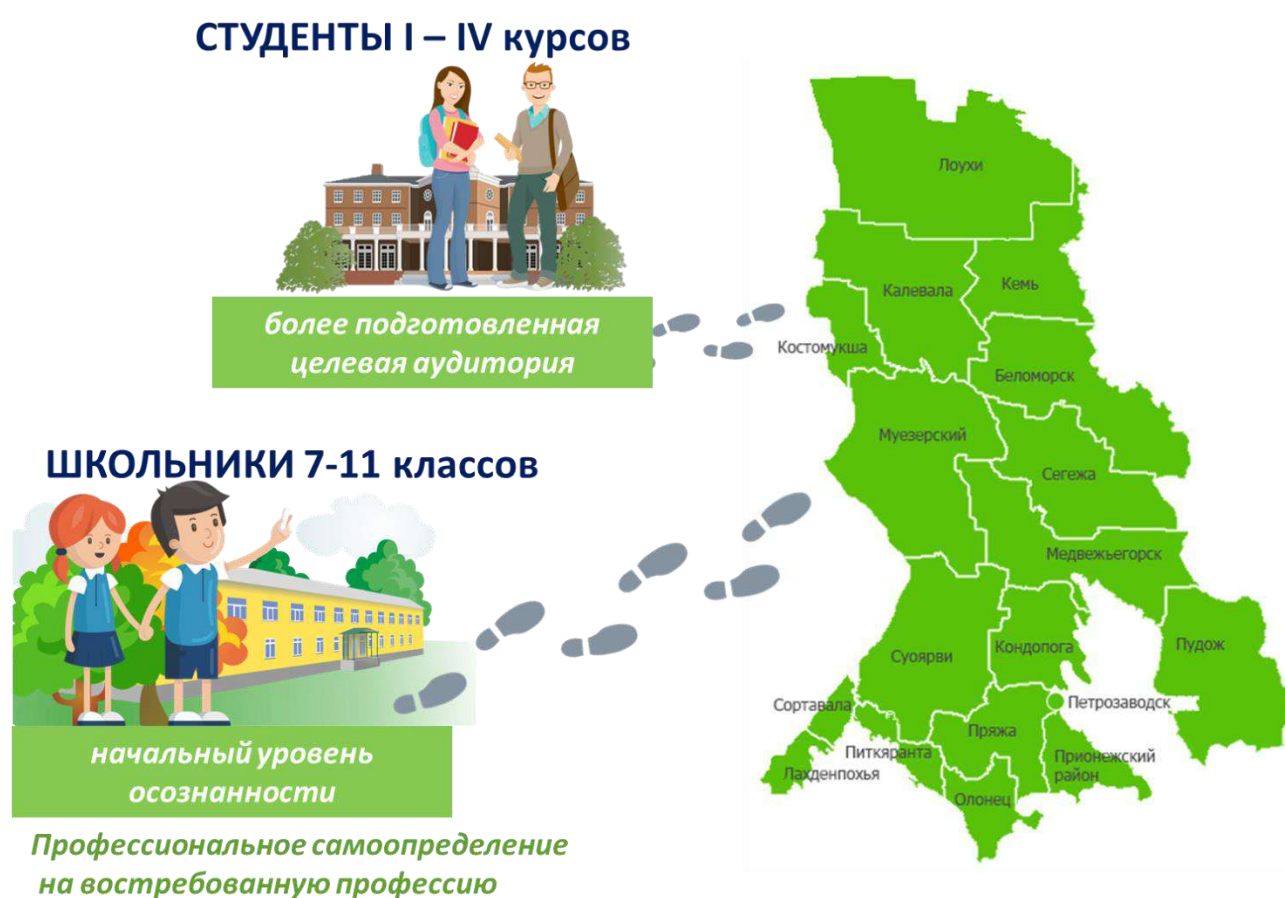 СТУДЕНТЫ I – IV курсов
более подготовленная
целевая аудитория
ШКОЛЬНИКИ 7-11 классов
начальный уровень
осознанности
Профессиональное самоопределение
на востребованную профессию
Лоухи
Калевала
Кемь
Костомукша
Беломорск
Муезерский
Сегежа
Медвежьегорск
Суоярви
Кондопога
Пудож
Сортавала
Петрозаводск
Пряжа
Питкяранта
Прионежский
район
Лахденпохья
Олонец